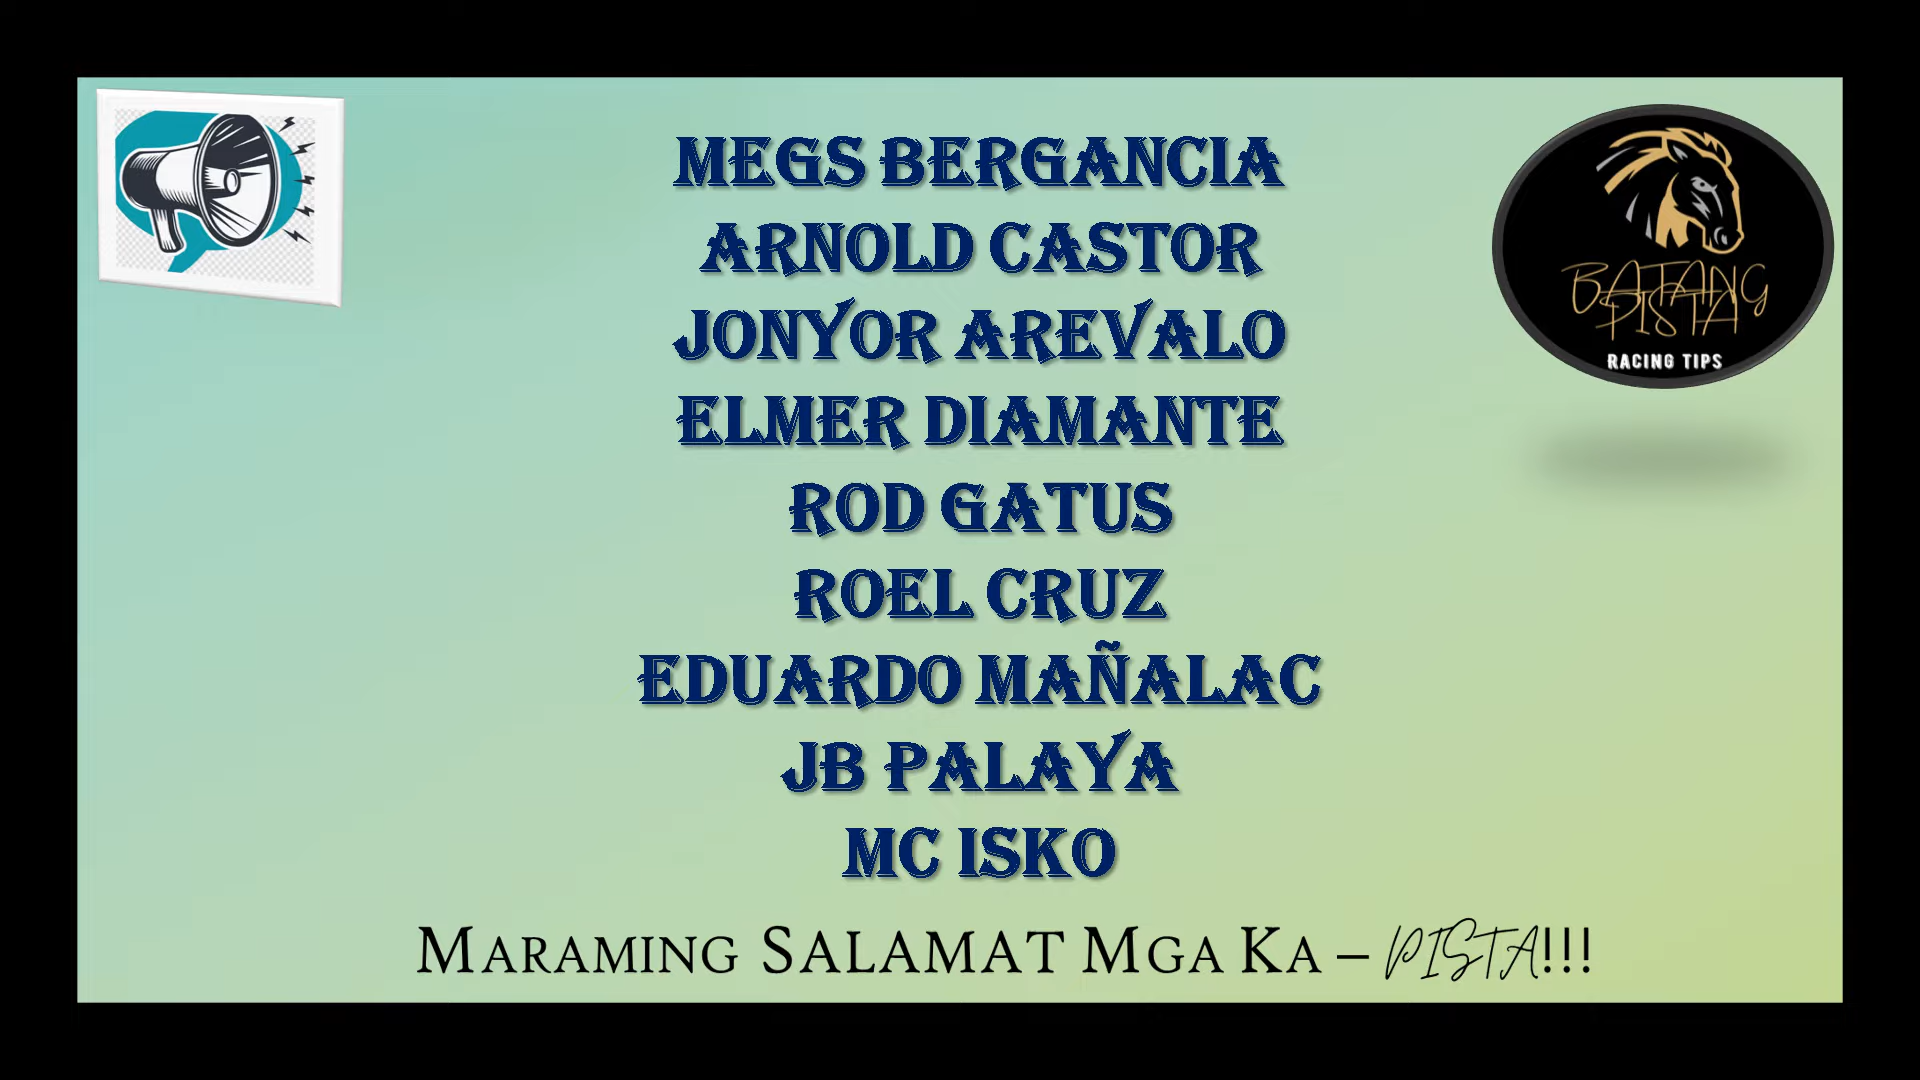 MEGS BERGANCIA
ARNOLD CASTOR
JONYOR AREVALO
ELMER DIAMANTE
ROD GATUS
ROEL CRUZ
EDUARDO MAÑALAC
JB PALAYA
MC ISKO
MARAMING SALAMAT MGA KA – PISTA!!!
BATANG
PISTA
RACING TIPS